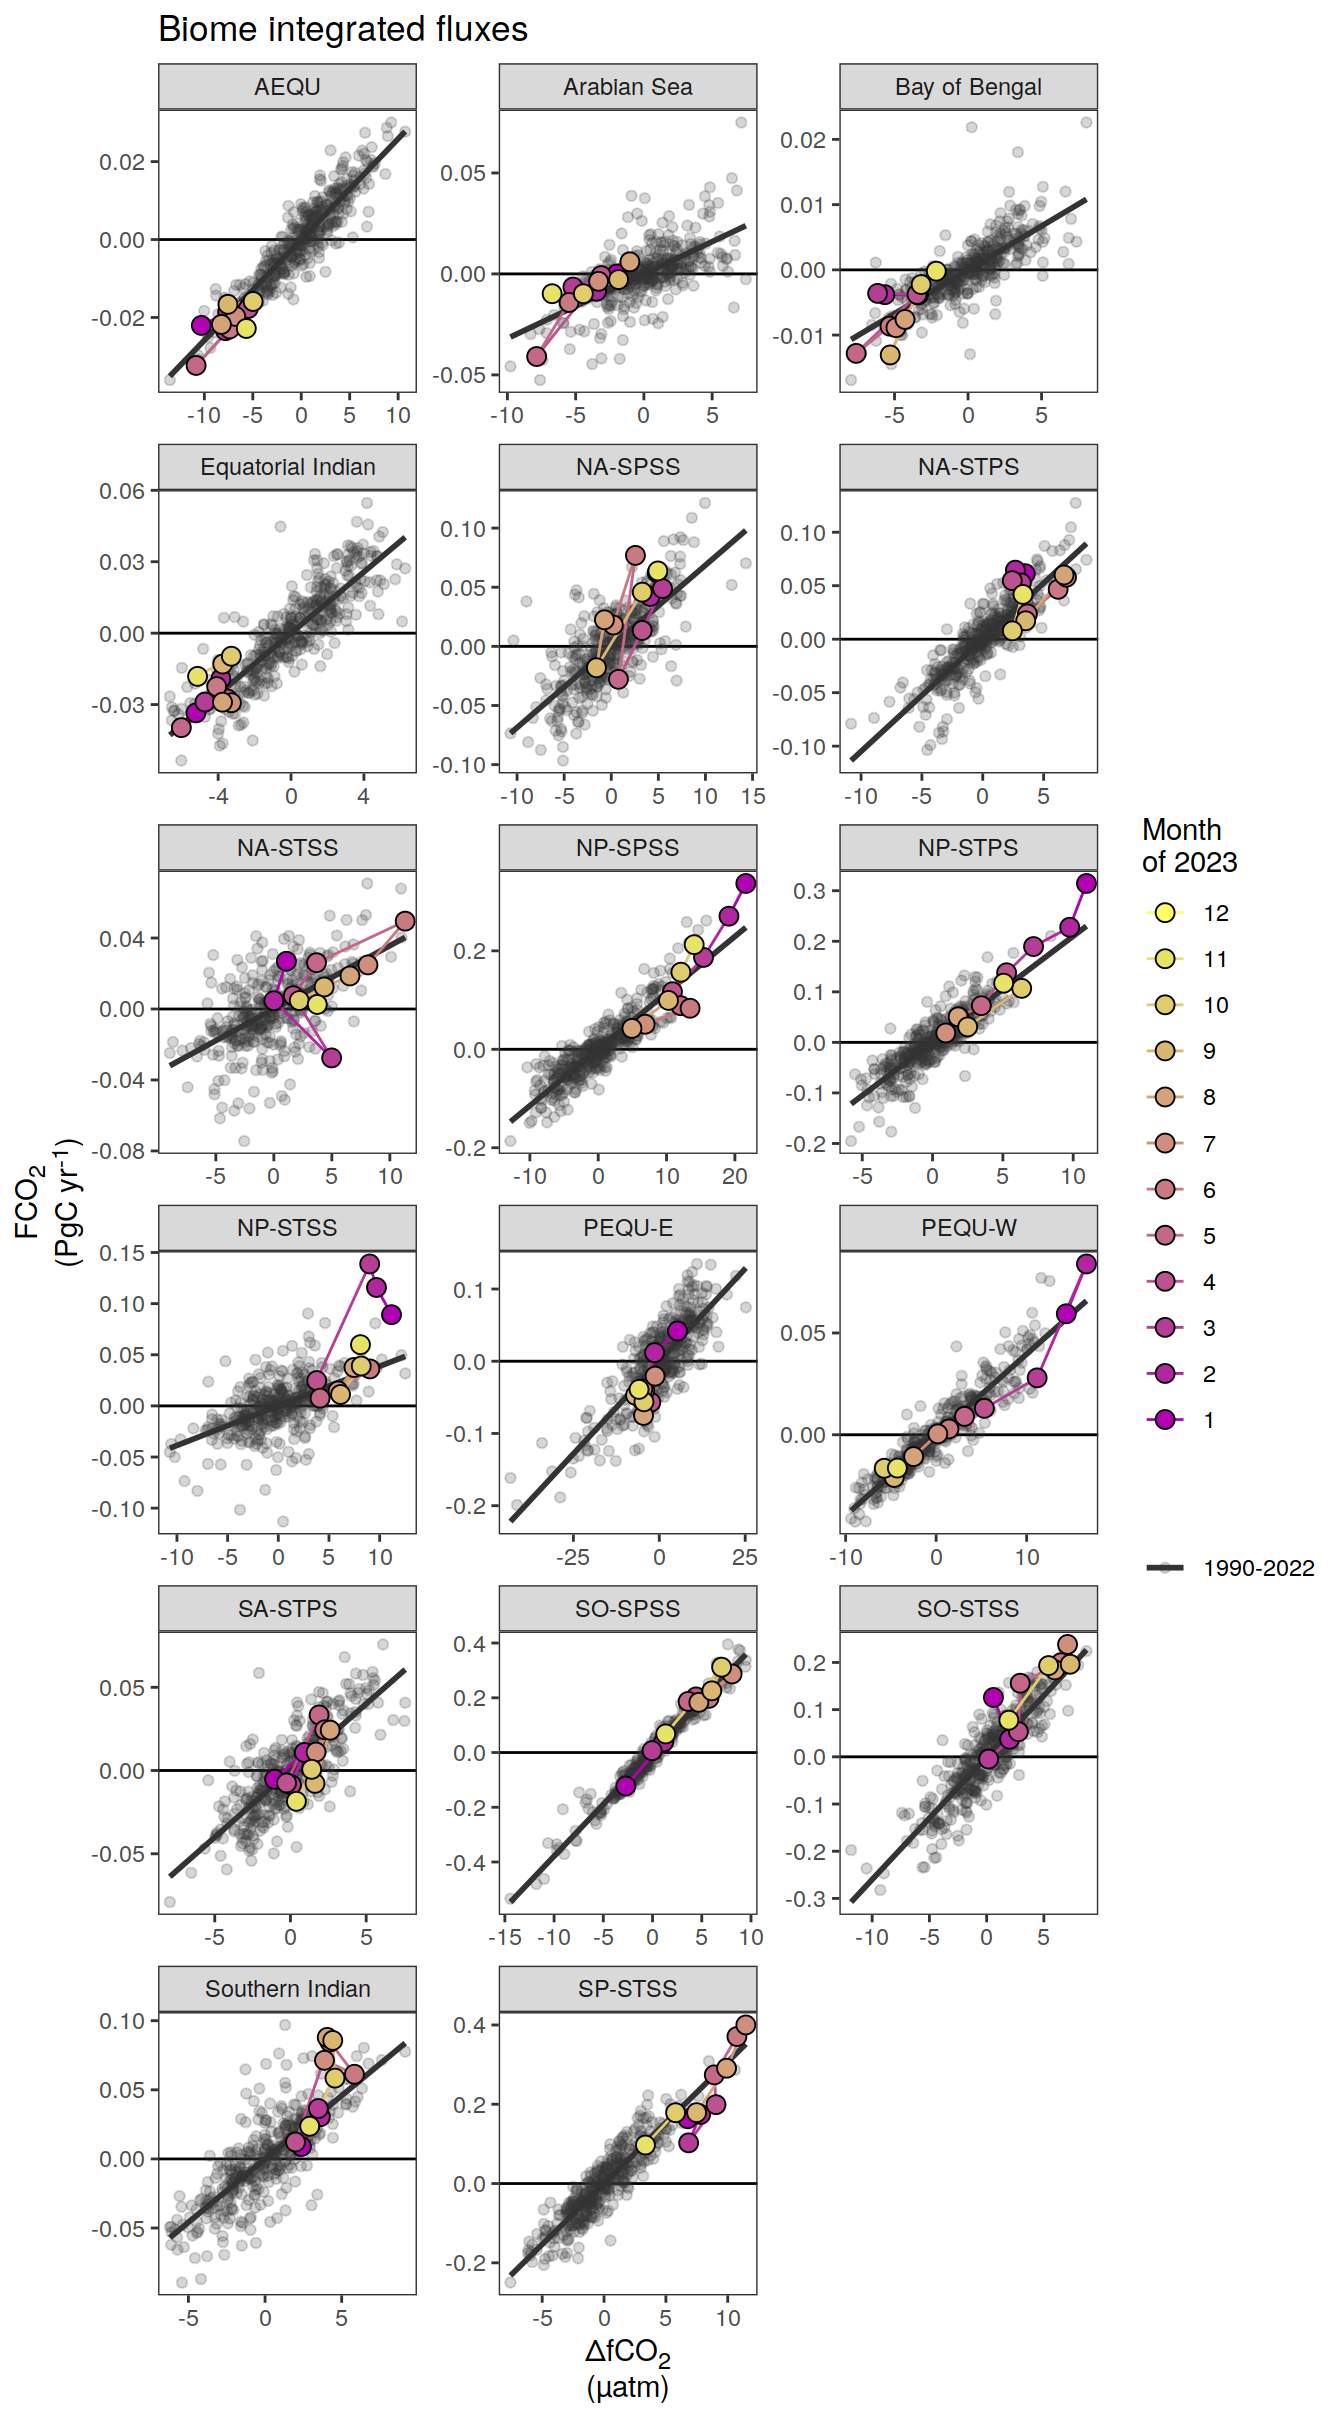 Biome integrated fluxes
AEQU Arabian Sea Bay of Bengal
0.02 0.00 -0.02
0.05 0.00 -0.05
0.02 0.01 0.00 -0.01
-10 -5 0 5 10
-10 -5 0 5
-5 0 5
Equatorial Indian NA-SPSS NA-STPS
0.06 0.03 0.00 -0.03
0.10 0.05 0.00 -0.05 -0.10
0.10 0.05 0.00 -0.05 -0.10
-4 0 4
-10 -5 0 5 10 15
-10 -5 0 5
NA-STSS NP-SPSS NP-STPS
0.04 0.00 -0.04 -0.08
0.2 0.0 -0.2
0.3 0.2 0.1 0.0 -0.1 -0.2
-5 0 5 10
-10 0 10 20
-5 0 5 10
NP-STSS PEQU-E PEQU-W
0.15 0.10 0.05 0.00 -0.05 -0.10
0.1 0.0 -0.1 -0.2
0.05 0.00
-10 -5 0 5 10
-25 0 25
-10 0 10
SA-STPS SO-SPSS SO-STSS
0.05 0.00 -0.05
0.4 0.2 0.0 -0.2 -0.4
0.2 0.1 0.0 -0.1 -0.2 -0.3
-5 0 5
-15 -10 -5 0 5 10
-10 -5 0 5
Southern Indian SP-STSS
0.10 0.05 0.00 -0.05
0.4 0.2 0.0 -0.2
-5 0 5
-5 0 5 10
FCO₂
(PgC yr⁻¹)
ΔfCO₂
(µatm)
Month
of 2023
12
11
10
9
8
7
6
5
4
3
2
1
1990-2022